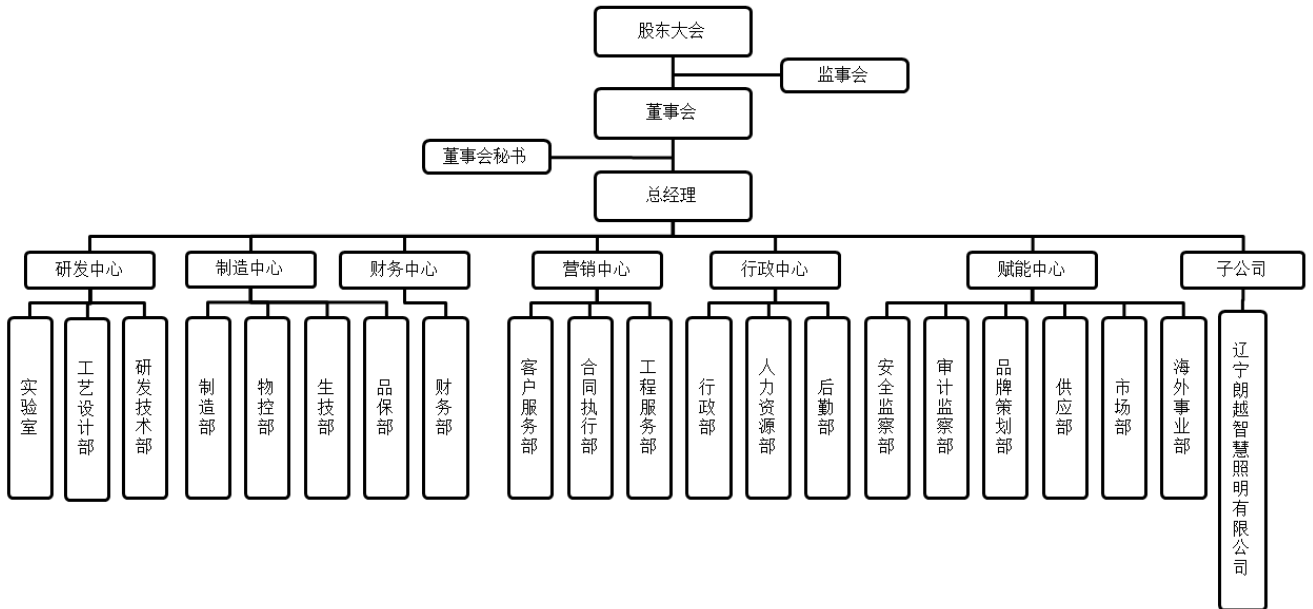 股东大会
监事会
董事会
董事会秘书
总经理
研发中心
制造中心
财务中心
营销中心
行政中心
赋能中心
子公司
实验室
工艺设计部
研发技术部
制造部
物控部
生技部
品保部
财务部
客户服务部
合同执行部
工程服务部
行政部
人力资源部
后勤部
安全监察部
审计监察部
品牌策划部
供应部
市场部
海外事业部
辽宁朗越智慧照明有限公司